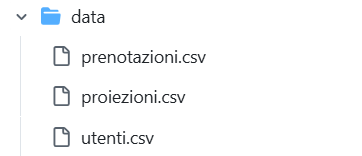 data
prenotazioni.csv
proiezioni.csv
utenti.csv